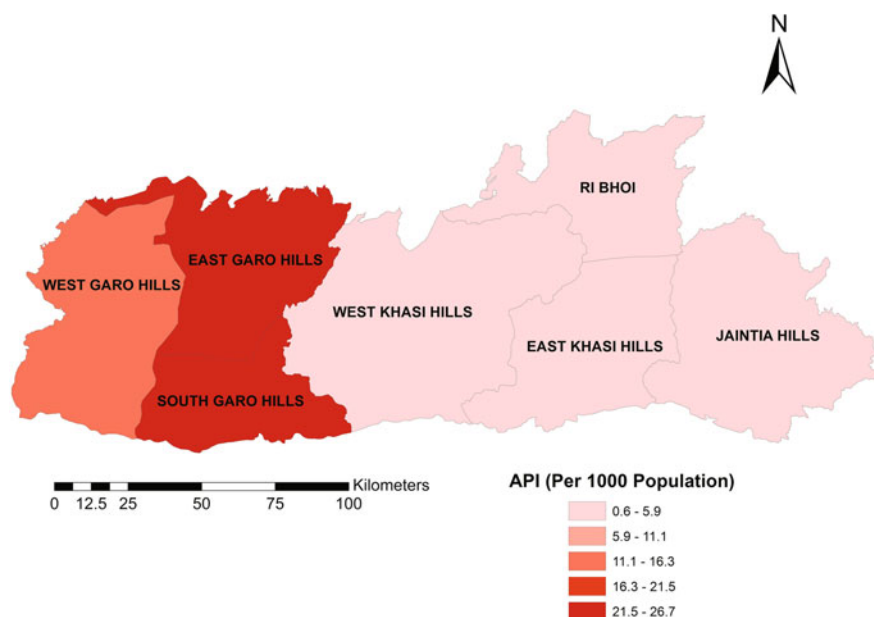 N
RI BHOI
EAST GARO HILLS
WEST GARO HILLS
WEST KHASI HILLS
JAINTIA HILLS
EAST KHASI HILLS
SOUTH GARO HILLS
Kilometers
0 12.5 25 50 75 100
API (Per 1000 Population)
0.6 - 5.9
5.9 - 11.1
11.1 - 16.3
16.3 - 21.5
21.5 - 26.7